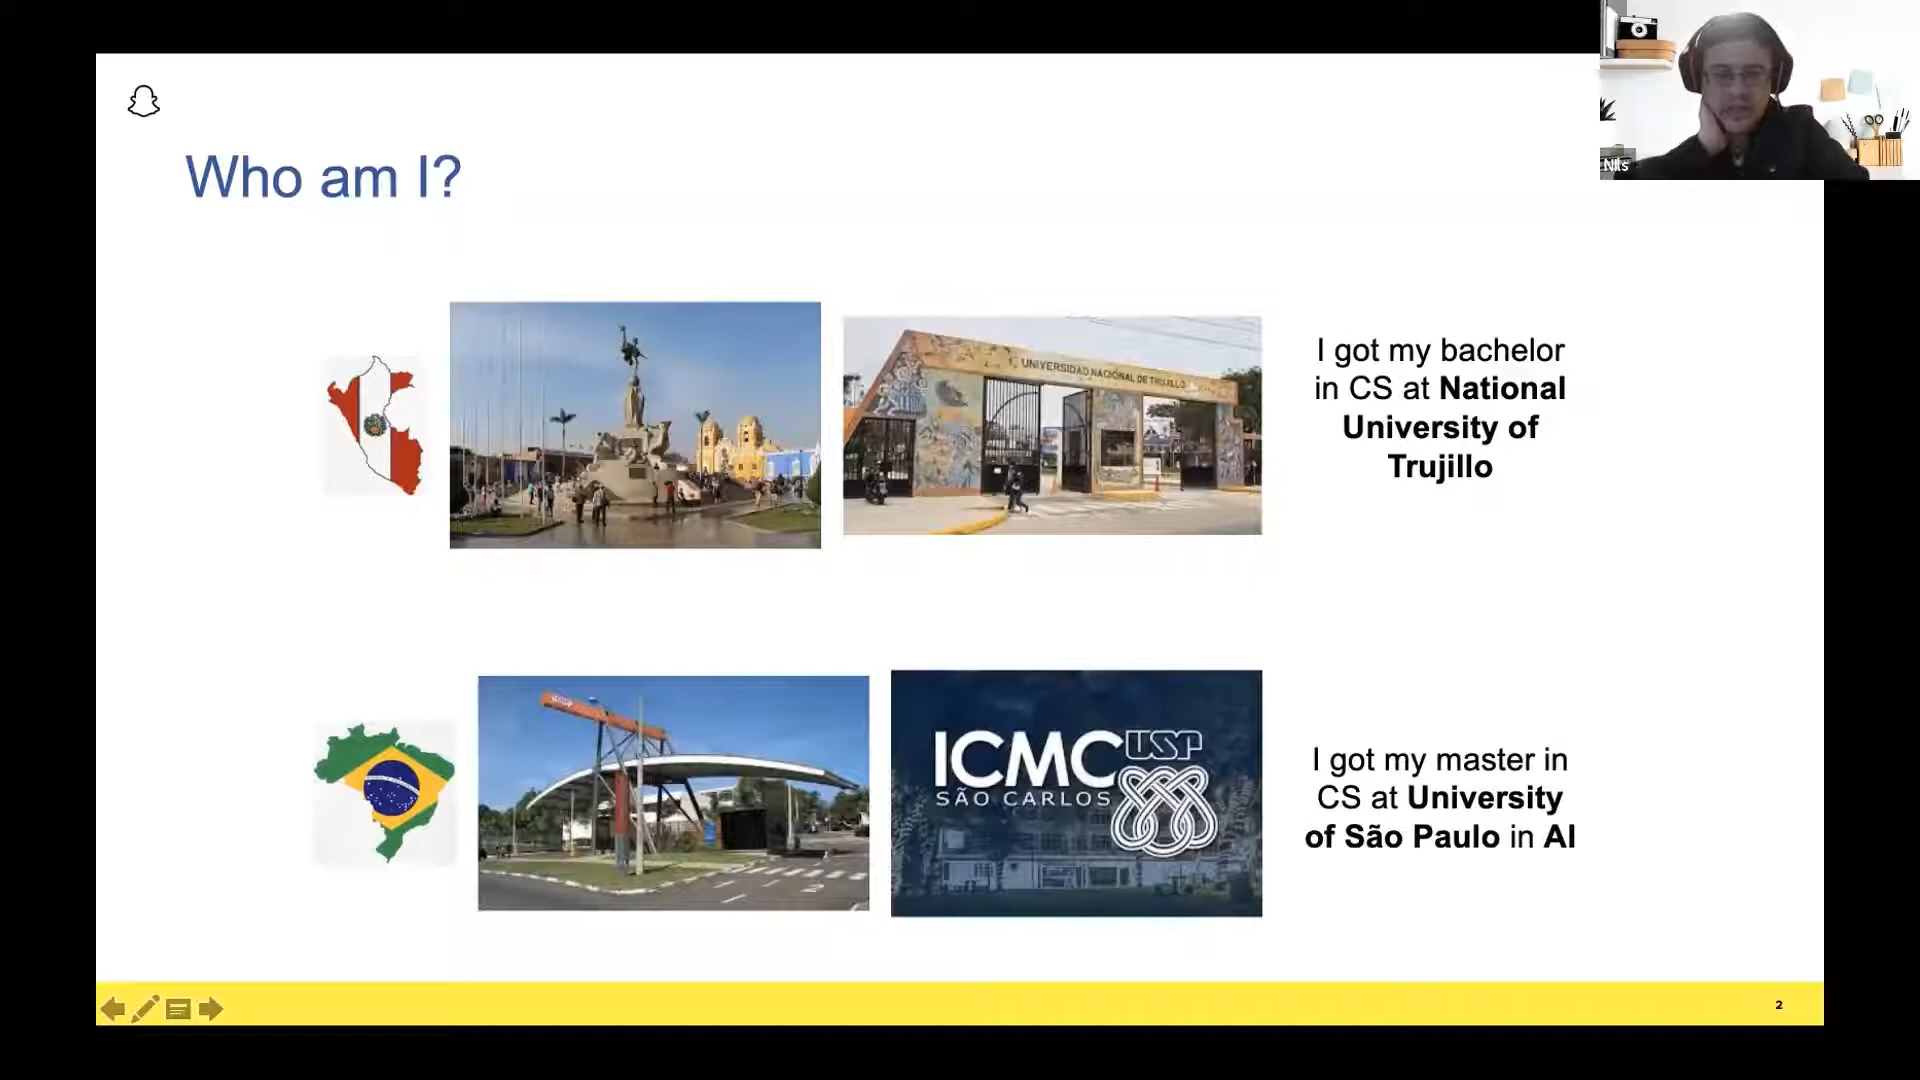 Nils
Who am I?
UNIVERSIDAD NACIONAL DE TRUJILLO
I got my bachelor
in CS at National
University of
Trujillo
ICMC USP
SÃO CARLOS
I got my master in
CS at University
of São Paulo in AI
2